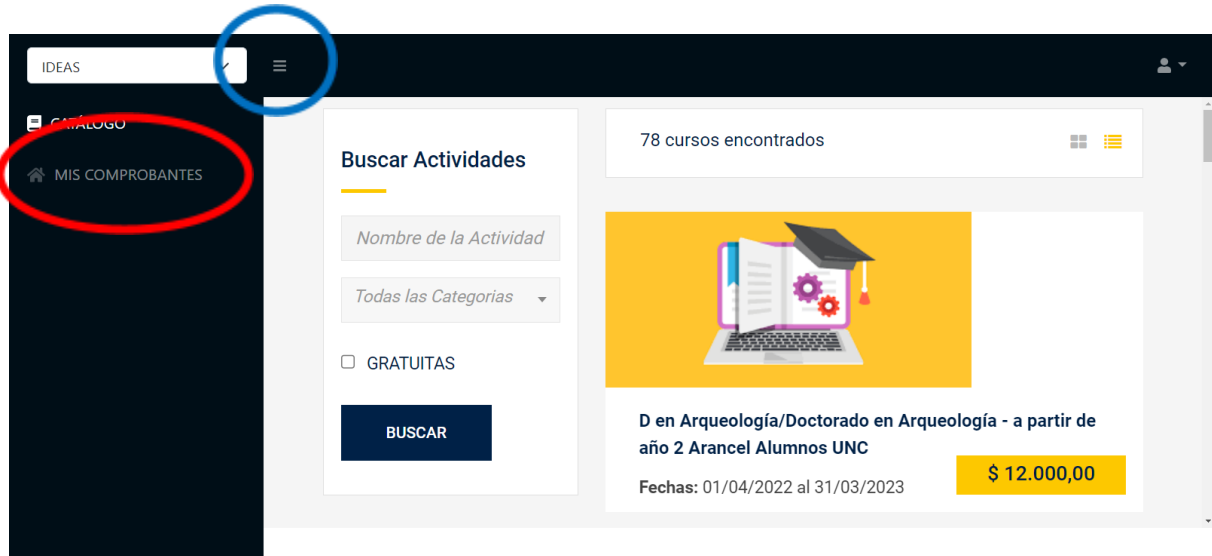 IDEAS
CATÁLOGO
MIS COMPROBANTES
Buscar Actividades
Nombre de la Actividad
Todas las Categorias
GRATUITAS
BUSCAR
78 cursos encontrados
D en Arqueología/Doctorado en Arqueología - a partir de
año 2 Arancel Alumnos UNC
Fechas: 01/04/2022 al 31/03/2023
$ 12.000,00